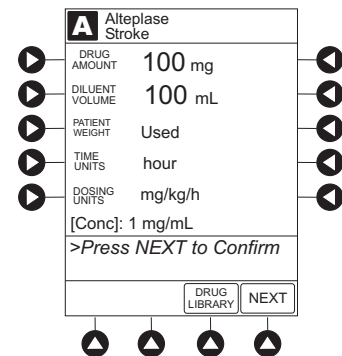 A Alteplase
Stroke
DRUG
AMOUNT 100 mg
DILUENT
VOLUME 100 mL
PATIENT
WEIGHT Used
TIME
UNITS hour
DOSING
UNITS mg/kg/h
[Conc]: 1 mg/mL
>Press NEXT to Confirm
DRUG
LIBRARY
NEXT